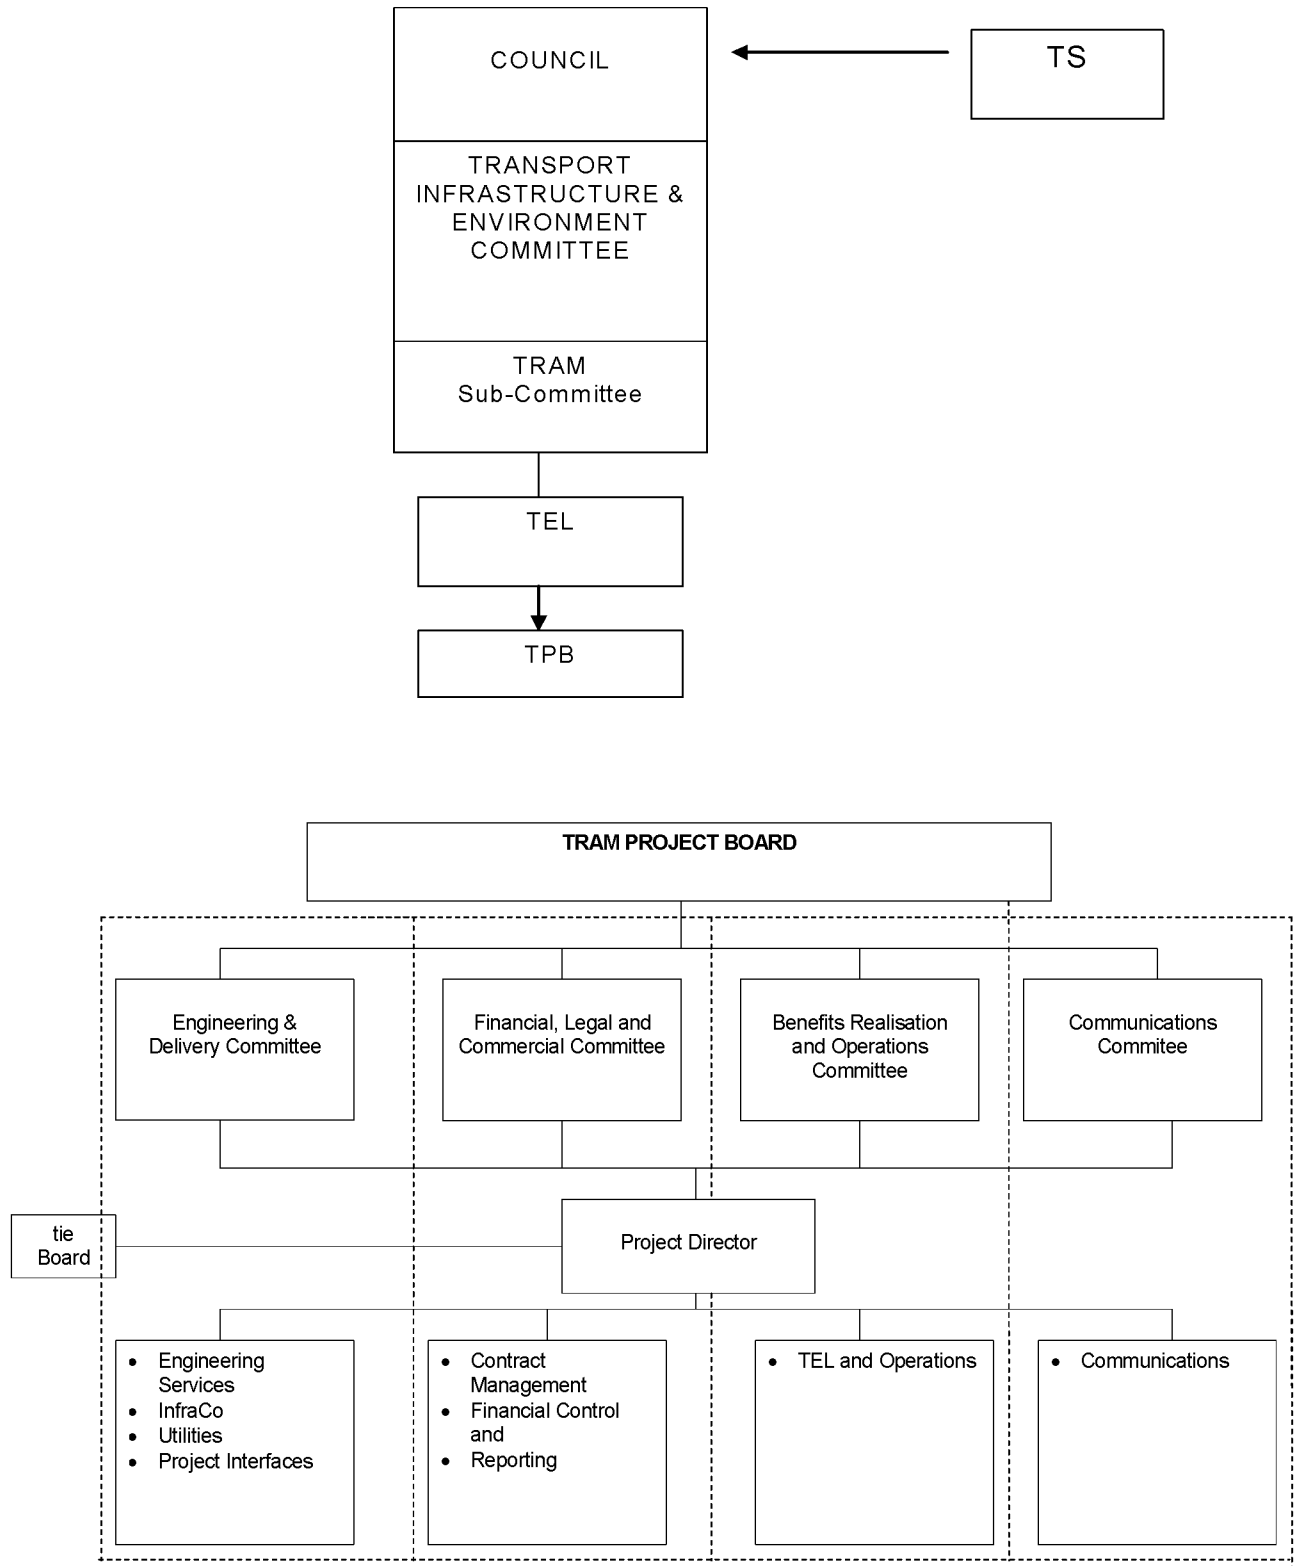 COUNCIL
TS
TRANSPORT
INFRASTRUCTURE &
ENVIRONMENT
COMMITTEE
TRAM
Sub-Committee
TEL
TPB
TRAM PROJECT BOARD
Engineering &
Delivery Committee
Financial, Legal and
Commercial Committee
Benefits Realisation
and Operations
Committee
Communications
Commitee
tie
Board
Project Director
• Engineering
Services
• InfraCo
• Utilities
• Project Interfaces
• Contract
Management
• Financial Control
and
• Reporting
• TEL and Operations
• Communications